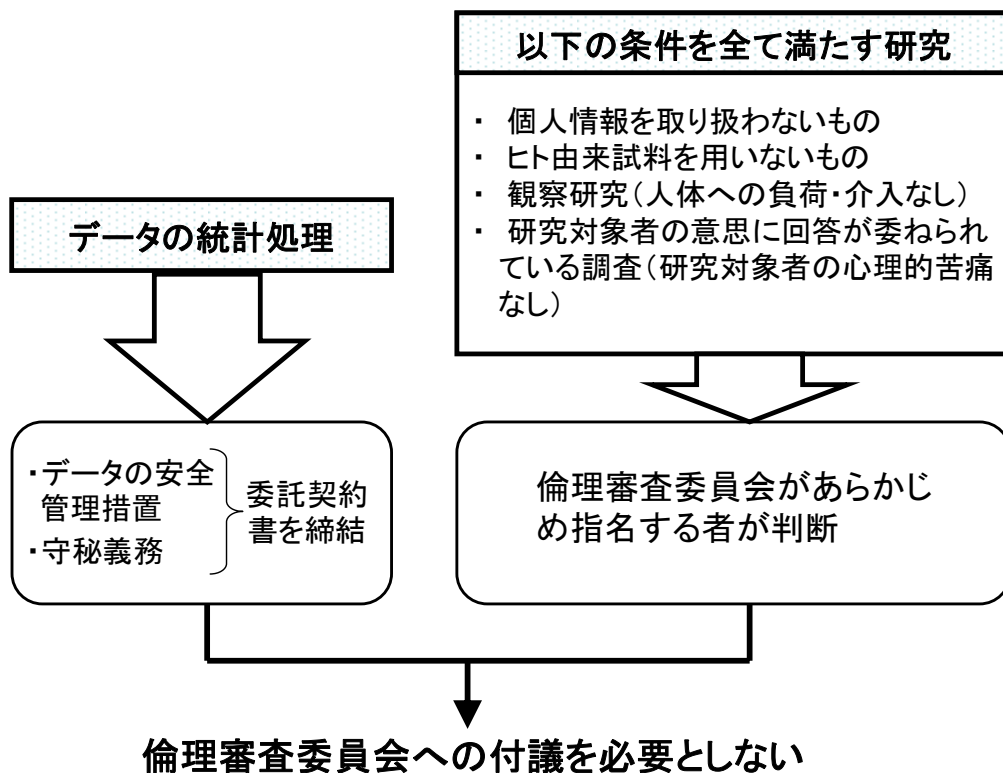 以下の条件を全て満たす研究
・ 個人情報を取り扱わないもの
・ ヒト由来試料を用いないもの
・ 観察研究(人体への負荷・介入なし)
・ 研究対象者の意思に回答が委ねられ
ている調査(研究対象者の心理的苦痛
なし)
データの統計処理
・データの安全
管理措置
・守秘義務
委託契約
書を締結
倫理審査委員会があらかじ
め指名する者が判断
倫理審査委員会への付議を必要としない